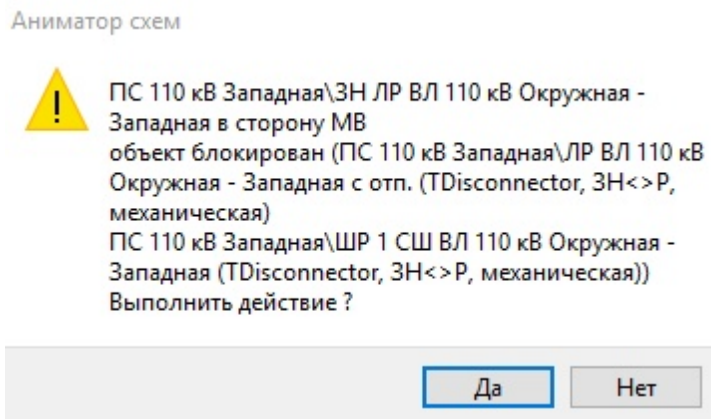 Аниматор схем
ПС 110 кВ Западная\ЗН ЛР ВЛ 110 кВ Окружная -
Западная в сторону МВ
объект блокирован (ПС 110 кВ Западная\ЛР ВЛ 110 кВ
Окружная - Западная с отп. (TDisconnector, ЗН<>Р,
механическая)
ПС 110 кВ Западная\ШР 1 СШ ВЛ 110 кВ Окружная -
Западная (TDisconnector, ЗН<>Р, механическая))
Выполнить действие ?
Да
Нет